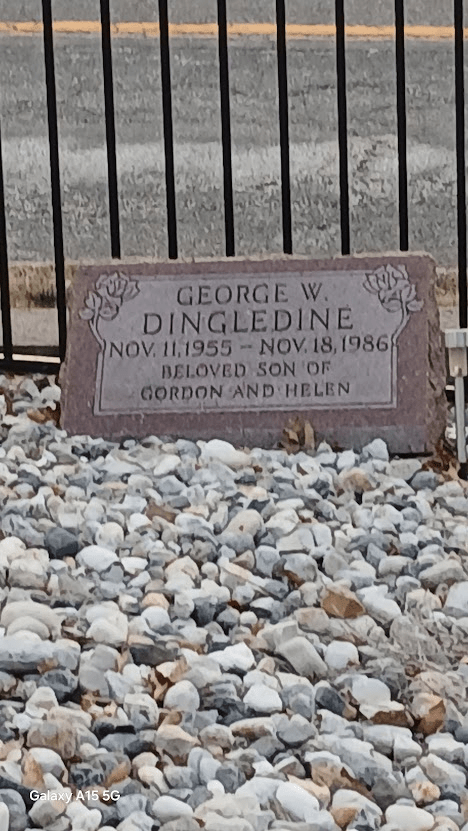 GEORGE W.
DINGLEDINE
NOV. 11, 1955 - NOV. 18, 1986
BELOVED SON OF
GORDON AND HELEN
Galaxy A15 5G